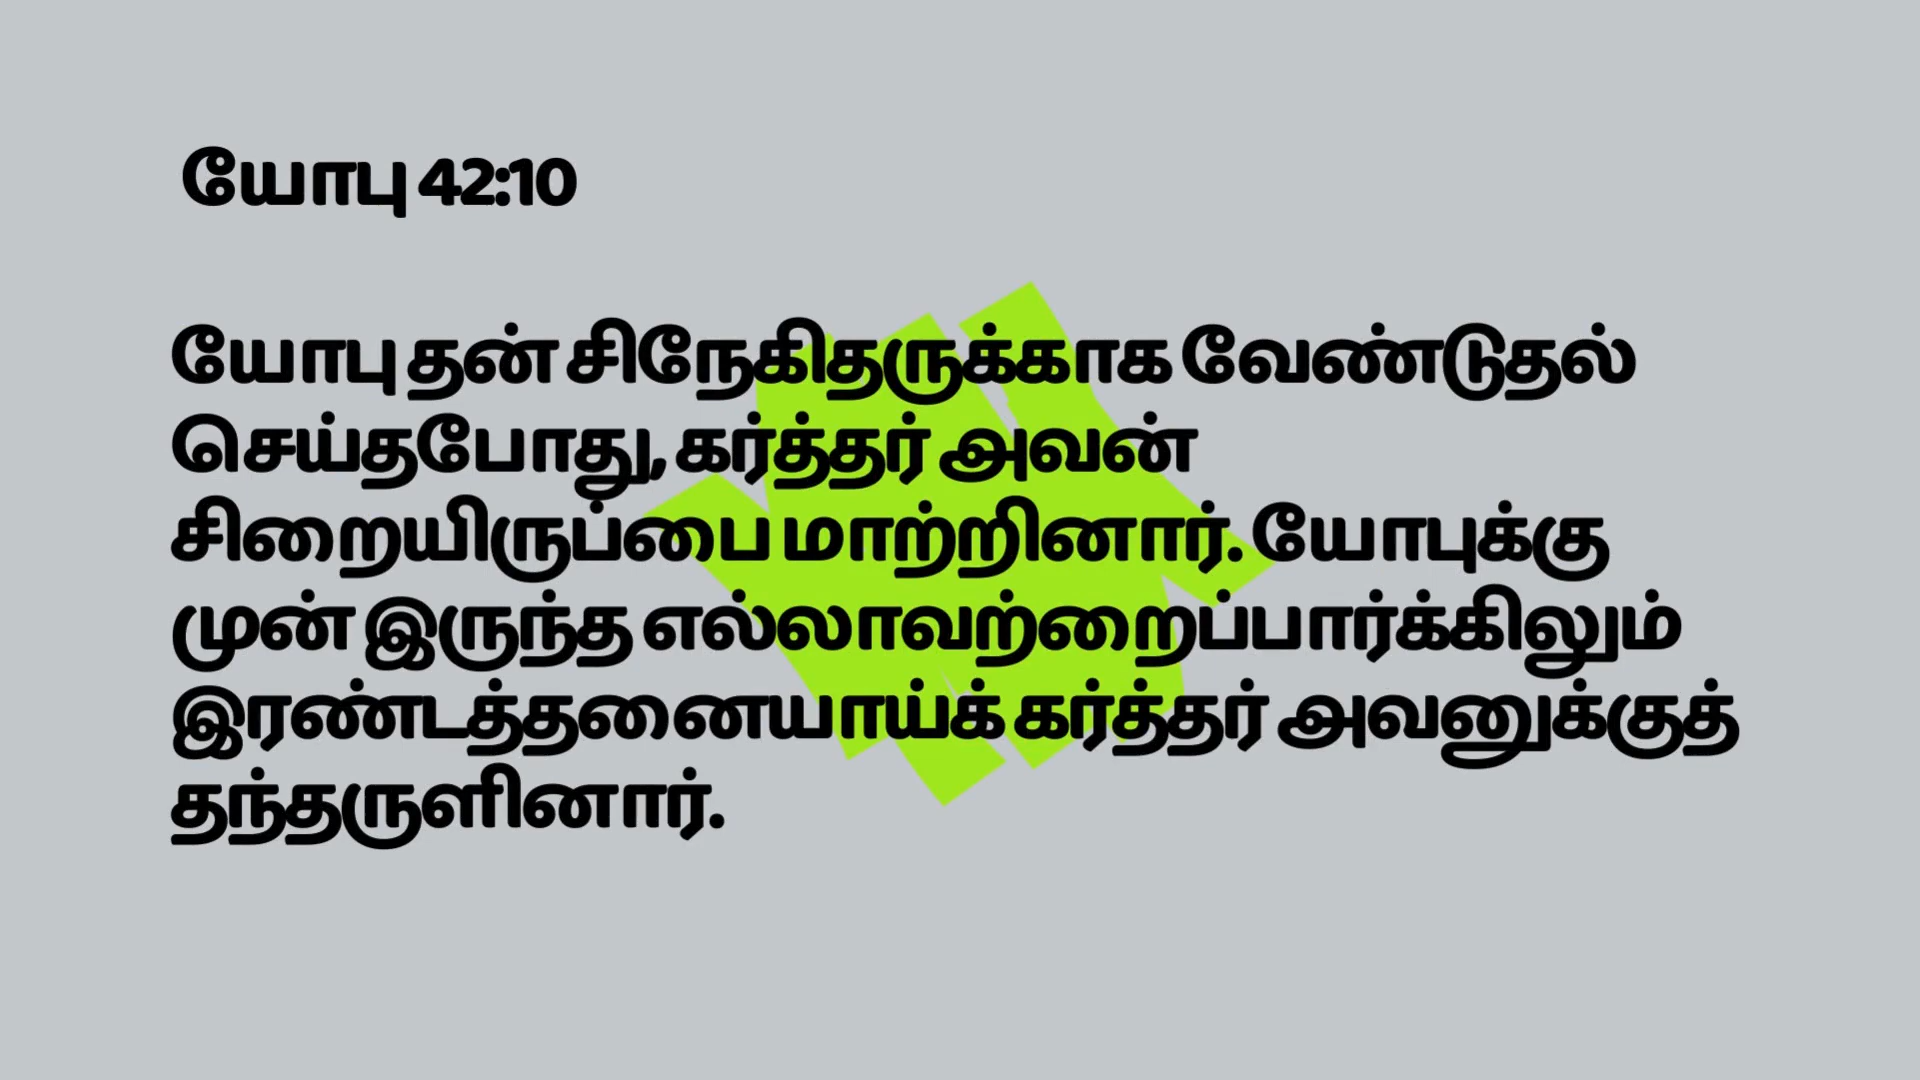 யோபு 42:10
யோபு தன் சிநேகிதருக்காக வேண்டுதல்
செய்தபோது, கர்த்தர் அவன்
சிறையிருப்பை மாற்றினார். யோபுக்கு
முன் இருந்த எல்லாவற்றைப்பார்க்கிலும்
இரண்டத்தனையாய்க் கர்த்தர் அவனுக்குத்
தந்தருளினார்.